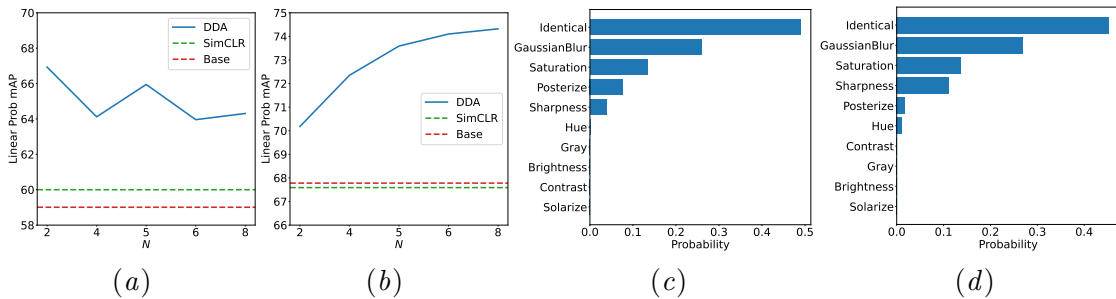 70
68
66
64
62
60
58
Linear Prob mAP
2
4
5
6
8
N
DDA
SimCLR
Base
(a)
75
74
73
72
71
70
69
68
67
66
Linear Prob mAP
2
4
5
6
8
N
DDA
SimCLR
Base
(b)
Identical
GaussianBlur
Saturation
Posterize
Sharpness
Hue
Gray
Brightness
Contrast
Solarize
0.0 0.1 0.2 0.3 0.4 0.5
Probability
(c)
Identical
GaussianBlur
Saturation
Sharpness
Posterize
Hue
Contrast
Gray
Brightness
Solarize
0.0 0.1 0.2 0.3 0.4
Probability
(d)